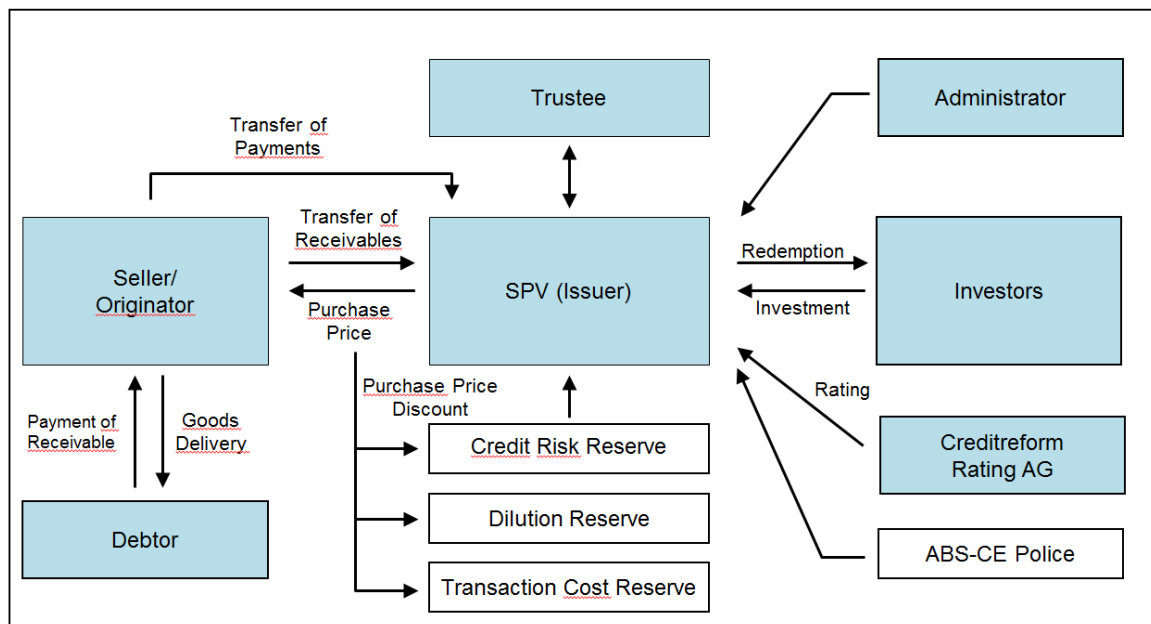 Trustee
Administrator
Transfer of
Payments
Transfer of
Receivables
Seller/
Originator
SPV (Issuer)
Redemption
Investors
Investment
Purchase
Price
Purchase Price
Discount
Rating
Payment of
Receivable
Goods
Delivery
Credit Risk Reserve
Creditreform
Rating AG
Dilution Reserve
Debtor
ABS-CE Police
Transaction Cost Reserve